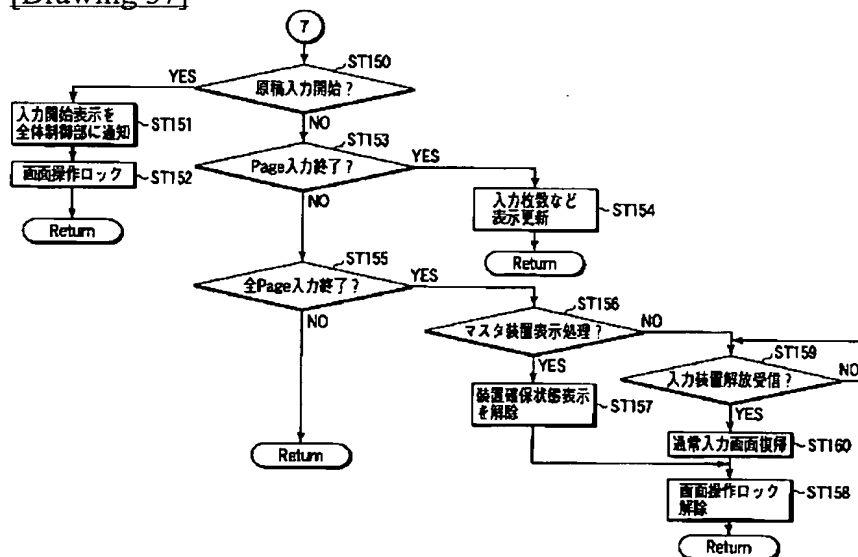 [Drawing 37]
7
ST150
YES
原稿入力開始?
NO
入力開始表示を
全体制御部に通知
ST151
画面操作ロック
ST152
Return
ST153
Page入力終了?
YES
NO
入力枚数など
表示更新
ST154
Return
ST155
全Page入力終了?
YES
NO
Return
ST156
マスタ装置表示処理?
NO
YES
装置確保状態表示
を解除
ST157
ST159
入力装置解放受信?
NO
YES
通常入力画面復帰
ST160
画面操作ロック
解除
ST158
Return